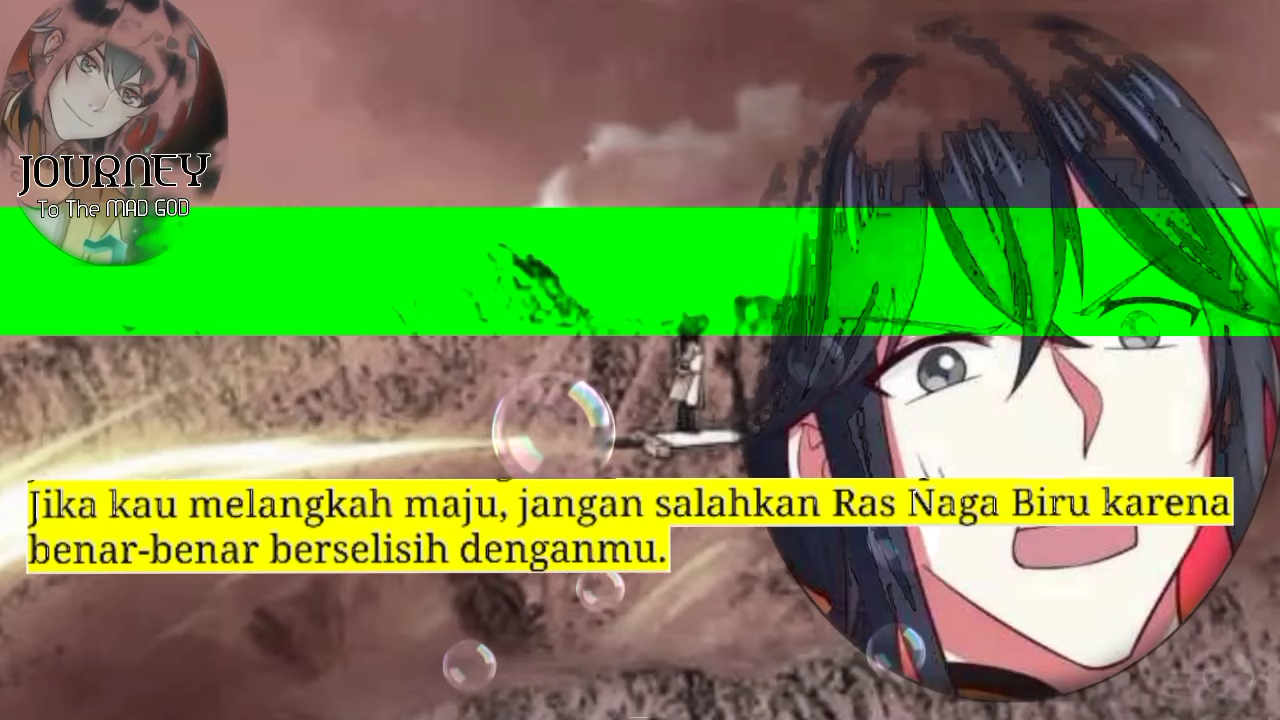 JOURNEY
To The MAD GOD
Jika kau melangkah maju, jangan salahkan Ras Naga Biru karena
benar-benar berselisih denganmu.